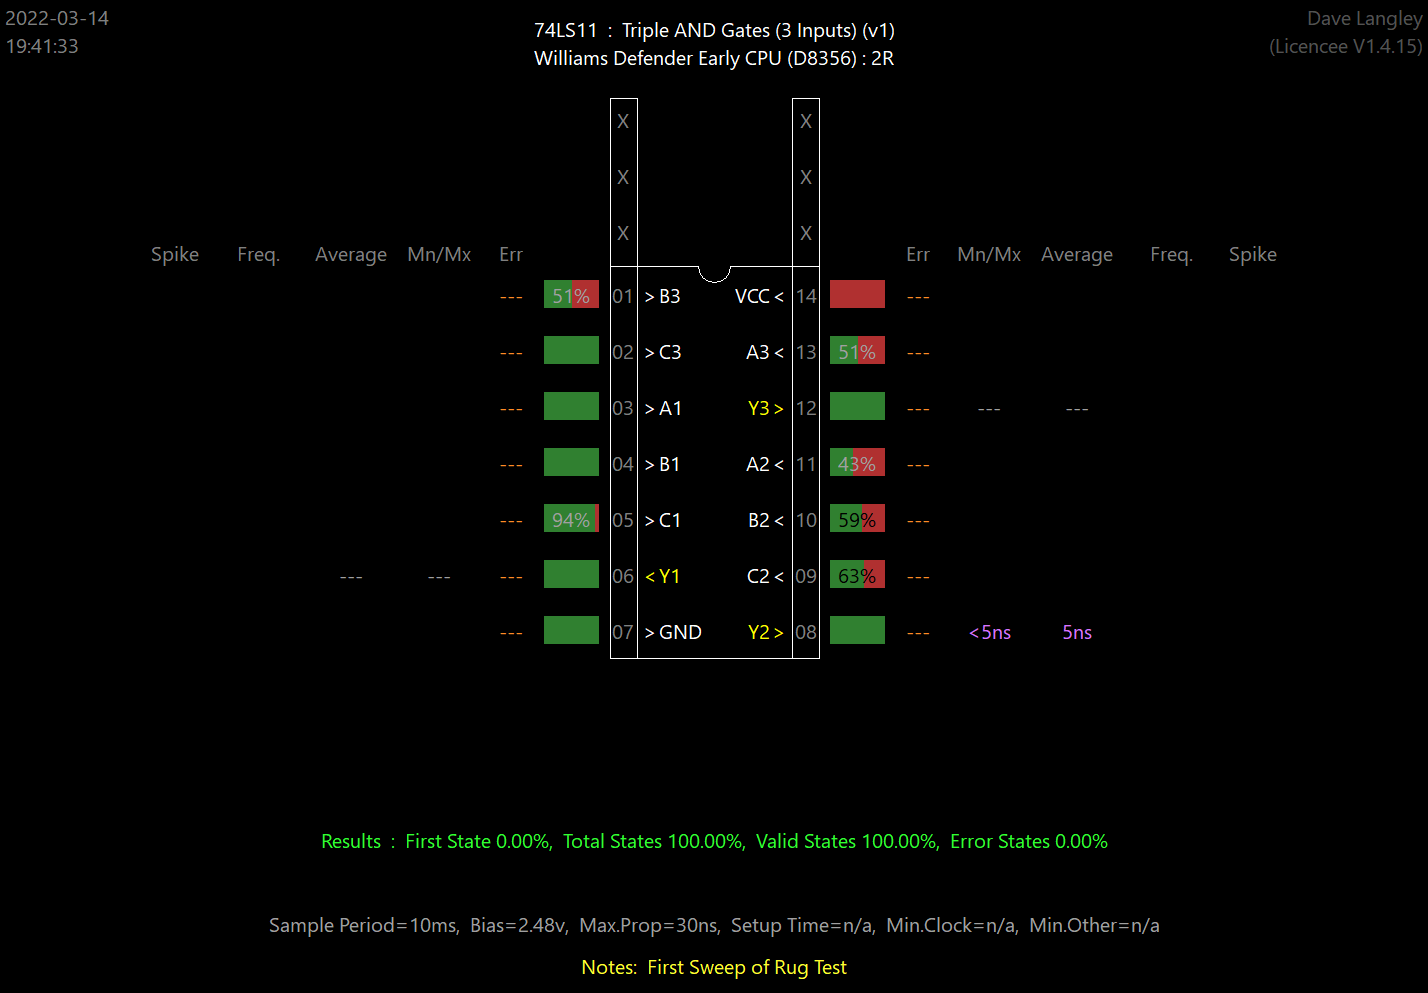 2022-03-14
19:41:33
74LS11 : Triple AND Gates (3 Inputs) (v1)
Williams Defender Early CPU (D8356) : 2R
Dave Langley
(Licencee V1.4.15)
X X
X X
X X
Spike Freq. Average Mn/Mx Err Err Mn/Mx Average Freq. Spike
--- 51% 01 > B3 VCC < 14 ---
--- 02 > C3 A3 < 13 51% ---
--- 03 > A1 Y3 > 12 --- --- ---
--- 04 > B1 A2 < 11 43% ---
--- 94% 05 > C1 B2 < 10 59% ---
--- --- --- 06 < Y1 C2 < 09 63% ---
--- 07 > GND Y2 > 08 --- <5ns 5ns
Results : First State 0.00%, Total States 100.00%, Valid States 100.00%, Error States 0.00%
Sample Period=10ms, Bias=2.48v, Max.Prop=30ns, Setup Time=n/a, Min.Clock=n/a, Min.Other=n/a
Notes: First Sweep of Rug Test